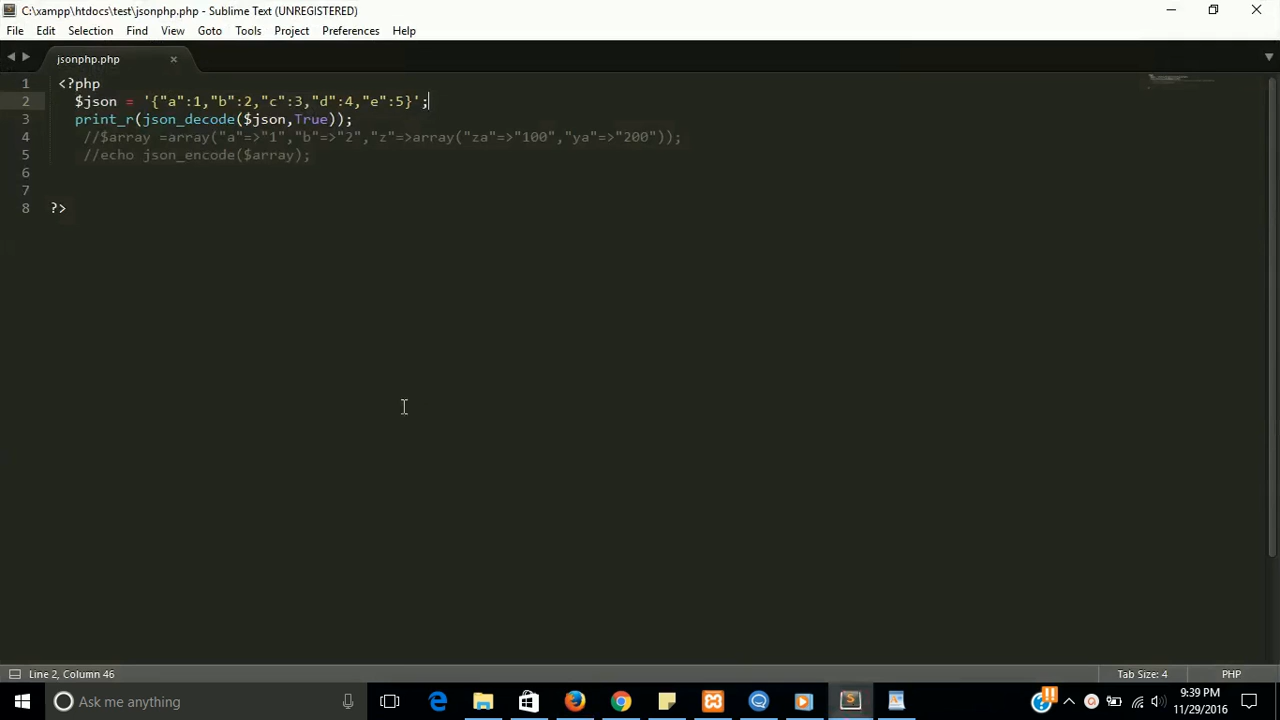 C:\xampp\htdocs\test\jsonphp.php - Sublime Text (UNREGISTERED)
File Edit Selection Find View Goto Tools Project Preferences Help
jsonphp.php
1 <?php
2 $json = '{"a":1,"b":2,"c":3,"d":4,"e":5}';
3 print_r(json_decode($json,True));
4 //$array =array("a"=>"1","b"=>"2","z"=>array("za"=>"100","ya"=>"200"));
5 //echo json_encode($array);
6
7
8 ?>
Line 2, Column 46
Tab Size: 4
PHP
Ask me anything
9:39 PM
11/29/2016